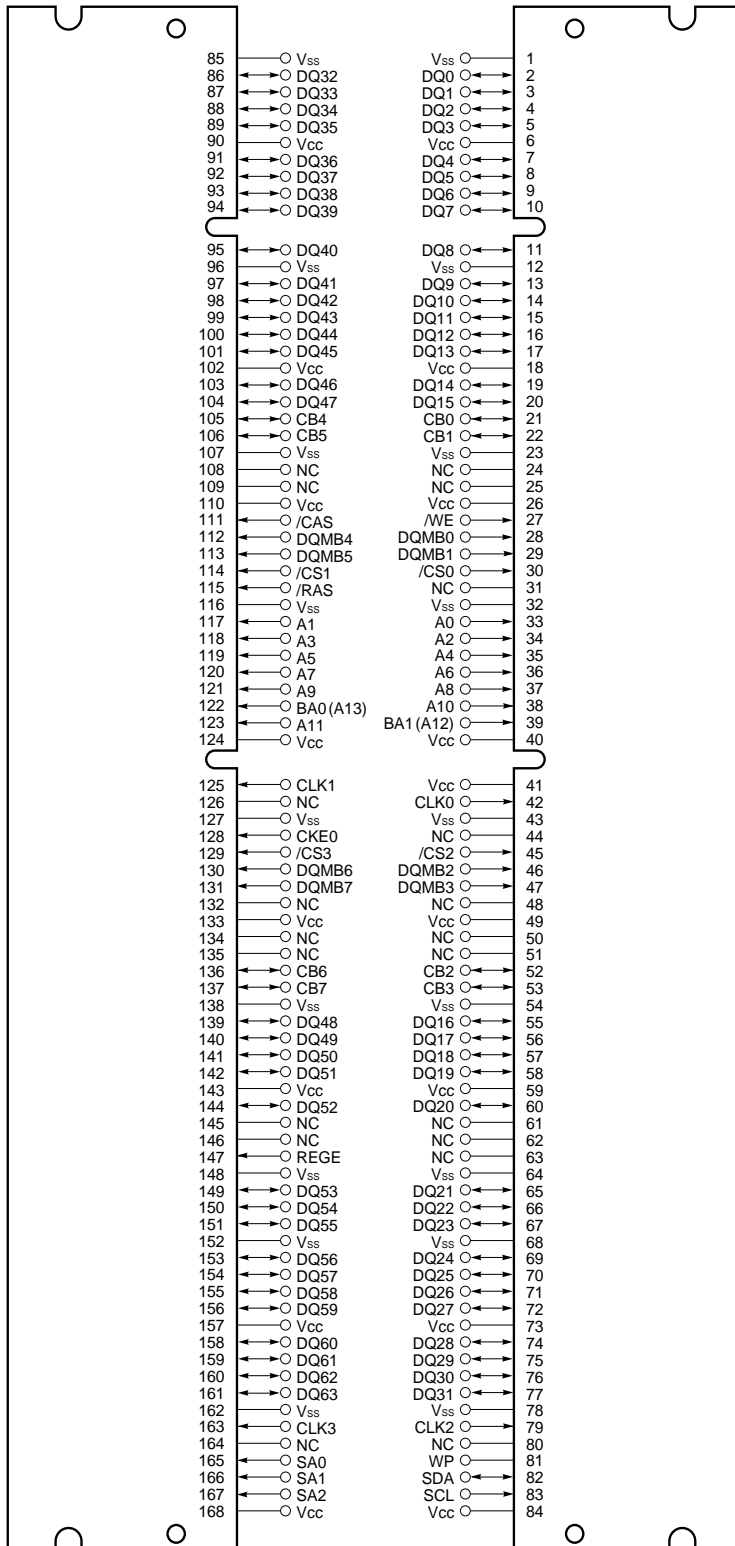 85 Vss Vss 1
86 DQ32 DQ0 2
87 DQ33 DQ1 3
88 DQ34 DQ2 4
89 DQ35 DQ3 5
90 Vcc Vcc 6
91 DQ36 DQ4 7
92 DQ37 DQ5 8
93 DQ38 DQ6 9
94 DQ39 DQ7 10
95 DQ40 DQ8 11
96 Vss Vss 12
97 DQ41 DQ9 13
98 DQ42 DQ10 14
99 DQ43 DQ11 15
100 DQ44 DQ12 16
101 DQ45 DQ13 17
102 Vcc Vcc 18
103 DQ46 DQ14 19
104 DQ47 DQ15 20
105 CB4 CB0 21
106 CB5 CB1 22
107 Vss Vss 23
108 NC NC 24
109 NC NC 25
110 Vcc Vcc 26
111 /CAS /WE 27
112 DQMB4 DQMB0 28
113 DQMB5 DQMB1 29
114 /CS1 /CS0 30
115 /RAS NC 31
116 Vss Vss 32
117 A1 A0 33
118 A3 A2 34
119 A5 A4 35
120 A7 A6 36
121 A9 A8 37
122 BA0 (A13) A10 38
123 A11 BA1 (A12) 39
124 Vcc Vcc 40
125 CLK1 Vcc 41
126 NC CLK0 42
127 Vss Vss 43
128 CKE0 NC 44
129 /CS3 /CS2 45
130 DQMB6 DQMB2 46
131 DQMB7 DQMB3 47
132 NC NC 48
133 Vcc Vcc 49
134 NC NC 50
135 NC NC 51
136 CB6 CB2 52
137 CB7 CB3 53
138 Vss Vss 54
139 DQ48 DQ16 55
140 DQ49 DQ17 56
141 DQ50 DQ18 57
142 DQ51 DQ19 58
143 Vcc Vcc 59
144 DQ52 DQ20 60
145 NC NC 61
146 NC NC 62
147 REGE NC 63
148 Vss Vss 64
149 DQ53 DQ21 65
150 DQ54 DQ22 66
151 DQ55 DQ23 67
152 Vss Vss 68
153 DQ56 DQ24 69
154 DQ57 DQ25 70
155 DQ58 DQ26 71
156 DQ59 DQ27 72
157 Vcc Vcc 73
158 DQ60 DQ28 74
159 DQ61 DQ29 75
160 DQ62 DQ30 76
161 DQ63 DQ31 77
162 Vss Vss 78
163 CLK3 CLK2 79
164 NC NC 80
165 SA0 WP 81
166 SA1 SDA 82
167 SA2 SCL 83
168 Vcc Vcc 84